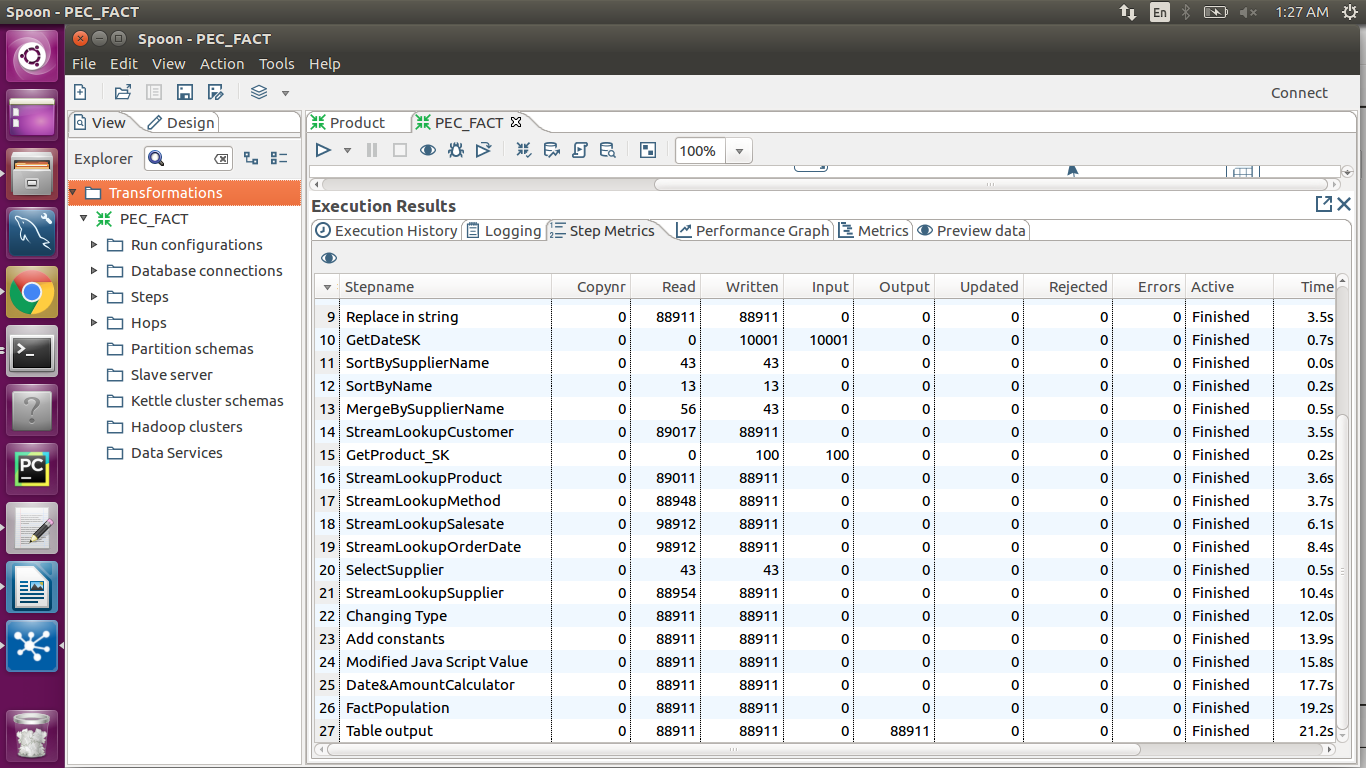 Spoon - PEC_FACT
En
1:27 AM
Spoon - PEC_FACT
File Edit View Action Tools Help
Connect
View Design
Explorer
Transformations
PEC_FACT
Run configurations
Database connections
Steps
Hops
Partition schemas
Slave server
Kettle cluster schemas
Hadoop clusters
Data Services
PC
Product PEC_FACT
100%
Execution Results
Execution History Logging Step Metrics Performance Graph Metrics Preview data
Stepname Copynr Read Written Input Output Updated Rejected Errors Active Time
9 Replace in string 0 88911 88911 0 0 0 0 0 Finished 3.5s
10 GetDateSK 0 0 10001 10001 0 0 0 0 Finished 0.7s
11 SortBySupplierName 0 43 43 0 0 0 0 0 Finished 0.0s
12 SortByName 0 13 13 0 0 0 0 0 Finished 0.2s
13 MergeBySupplierName 0 56 43 0 0 0 0 0 Finished 0.5s
14 StreamLookupCustomer 0 89017 88911 0 0 0 0 0 Finished 3.5s
15 GetProduct_SK 0 0 100 100 0 0 0 0 Finished 0.2s
16 StreamLookupProduct 0 89011 88911 0 0 0 0 0 Finished 3.6s
17 StreamLookupMethod 0 88948 88911 0 0 0 0 0 Finished 3.7s
18 StreamLookupSalesate 0 98912 88911 0 0 0 0 0 Finished 6.1s
19 StreamLookupOrderDate 0 98912 88911 0 0 0 0 0 Finished 8.4s
20 SelectSupplier 0 43 43 0 0 0 0 0 Finished 0.5s
21 StreamLookupSupplier 0 88954 88911 0 0 0 0 0 Finished 10.4s
22 Changing Type 0 88911 88911 0 0 0 0 0 Finished 12.0s
23 Add constants 0 88911 88911 0 0 0 0 0 Finished 13.9s
24 Modified Java Script Value 0 88911 88911 0 0 0 0 0 Finished 15.8s
25 Date&AmountCalculator 0 88911 88911 0 0 0 0 0 Finished 17.7s
26 FactPopulation 0 88911 88911 0 0 0 0 0 Finished 19.2s
27 Table output 0 88911 88911 0 88911 0 0 0 Finished 21.2s